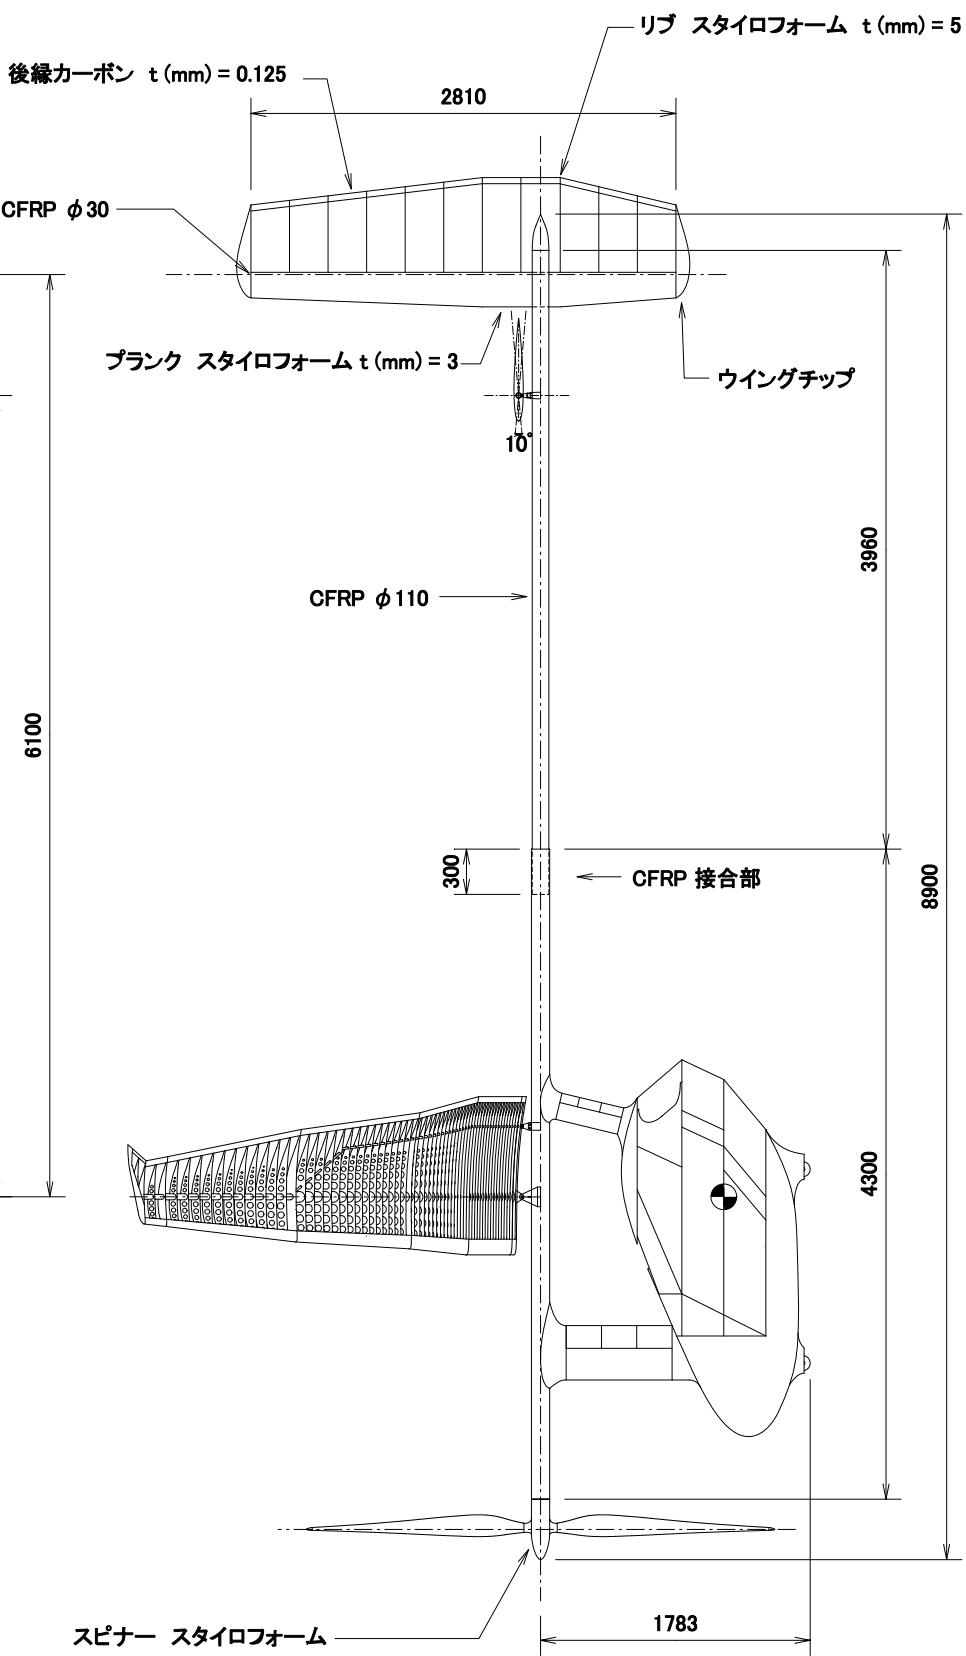 リブ スタイロフォーム t (mm) = 5
後縁カーボン t (mm) = 0.125
2810
CFRP φ30
プランク スタイロフォーム t (mm) = 3
ウイングチップ
10°
3960
CFRP φ110
6100
300
CFRP 接合部
8900
4300
1783
スピナー スタイロフォーム